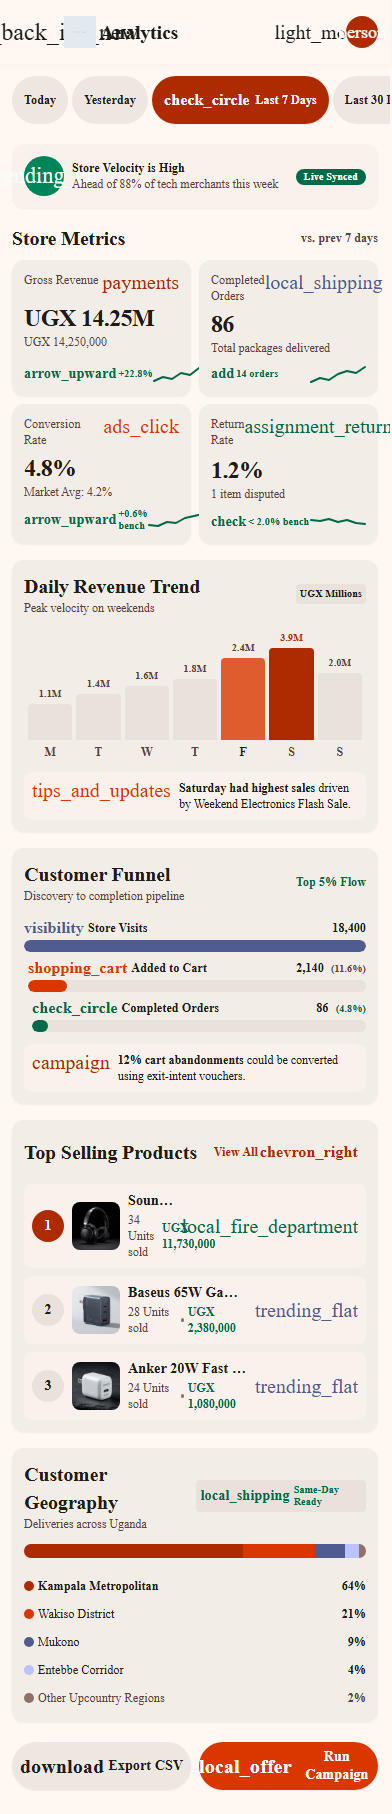 Analytics
light_mo
perso
Today
Yesterday
check_circle Last 7 Days
Last 30 D
Store Velocity is High
Ahead of 88% of tech merchants this week
Live Synced
Store Metrics
vs. prev 7 days
Gross Revenue payments
UGX 14.25M
UGX 14,250,000
arrow_upward +22.8%
Completed Orders local_shipping
86
Total packages delivered
add 14 orders
Conversion Rate ads_click
4.8%
Market Avg: 4.2%
arrow_upward +0.6% bench
Return Rate assignment_return
1.2%
1 item disputed
check < 2.0% bench
Daily Revenue Trend
Peak velocity on weekends
UGX Millions
1.1M 1.4M 1.6M 1.8M 2.4M 3.9M 2.0M
M T W T F S S
tips_and_updates
Saturday had highest sales driven
by Weekend Electronics Flash Sale.
Customer Funnel
Discovery to completion pipeline
Top 5% Flow
visibility Store Visits 18,400
shopping_cart Added to Cart 2,140 (11.6%)
check_circle Completed Orders 86 (4.8%)
campaign
12% cart abandonments could be converted
using exit-intent vouchers.
Top Selling Products
View All chevron_right
1
Soun...
34
Units
sold
UGX
11,730,000
local_fire_department
2
Baseus 65W Ga...
28 Units
sold
•
UGX
2,380,000
trending_flat
3
Anker 20W Fast ...
24 Units
sold
•
UGX
1,080,000
trending_flat
Customer
Geography
Deliveries across Uganda
local_shipping Same-Day Ready
Kampala Metropolitan 64%
Wakiso District 21%
Mukono 9%
Entebbe Corridor 4%
Other Upcountry Regions 2%
download Export CSV
local_offer Run Campaign